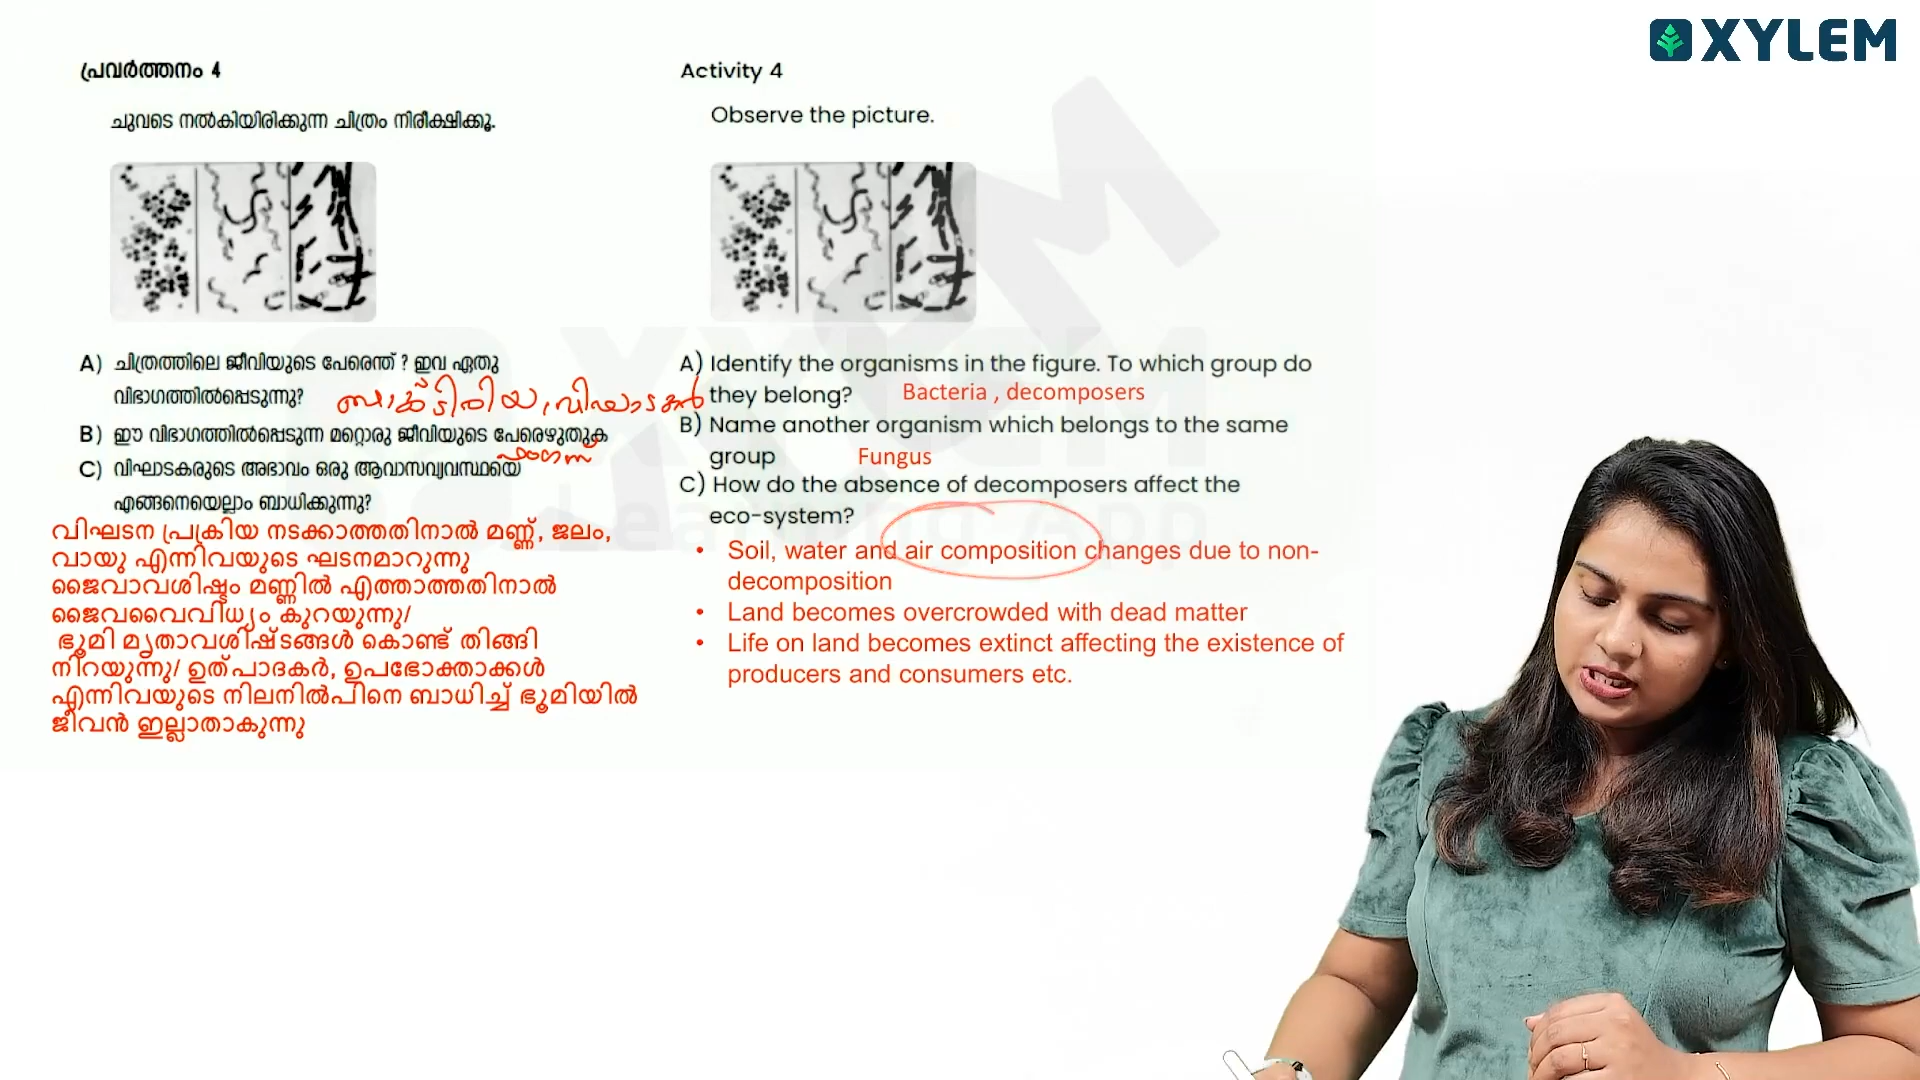 XYLEM
പ്രവർത്തനം 4
ചുവടെ നൽകിയിരിക്കുന്ന ചിത്രം നിരീക്ഷിക്കൂ.
A) ചിത്രത്തിലെ ജീവിയുടെ പേരെന്ത് ? ഇവ ഏതു
വിഭാഗത്തിൽപ്പെടുന്നു? ബാക്ടീരിയ, വിഘാടകർ
B) ഈ വിഭാഗത്തിൽപ്പെടുന്ന മറ്റൊരു ജീവിയുടെ പേരെഴുതുക
ഫംഗസ്
C) വിഘാടകരുടെ അഭാവം ഒരു ആവാസവ്യവസ്ഥയെ
എങ്ങനെയെല്ലാം ബാധിക്കുന്നു?
വിഘടന പ്രക്രിയ നടക്കാത്തതിനാൽ മണ്ണ്, ജലം,
വായു എന്നിവയുടെ ഘടനമാറുന്നു
ജൈവാവശിഷ്ടം മണ്ണിൽ എത്താത്തതിനാൽ
ജൈവവൈവിധ്യം കുറയുന്നു/
ഭൂമി മൃതാവശിഷ്ടങ്ങൾ കൊണ്ട് തിങ്ങി
നിറയുന്നു/ ഉത്പാദകർ, ഉപഭോക്താക്കൾ
എന്നിവയുടെ നിലനിൽപിനെ ബാധിച്ച് ഭൂമിയിൽ
ജീവൻ ഇല്ലാതാകുന്നു
Activity 4
Observe the picture.
A) Identify the organisms in the figure. To which group do
they belong? Bacteria , decomposers
B) Name another organism which belongs to the same
group Fungus
C) How do the absence of decomposers affect the
eco-system?
• Soil, water and air composition changes due to non-
decomposition
• Land becomes overcrowded with dead matter
• Life on land becomes extinct affecting the existence of
producers and consumers etc.
XYLEM
Learning App